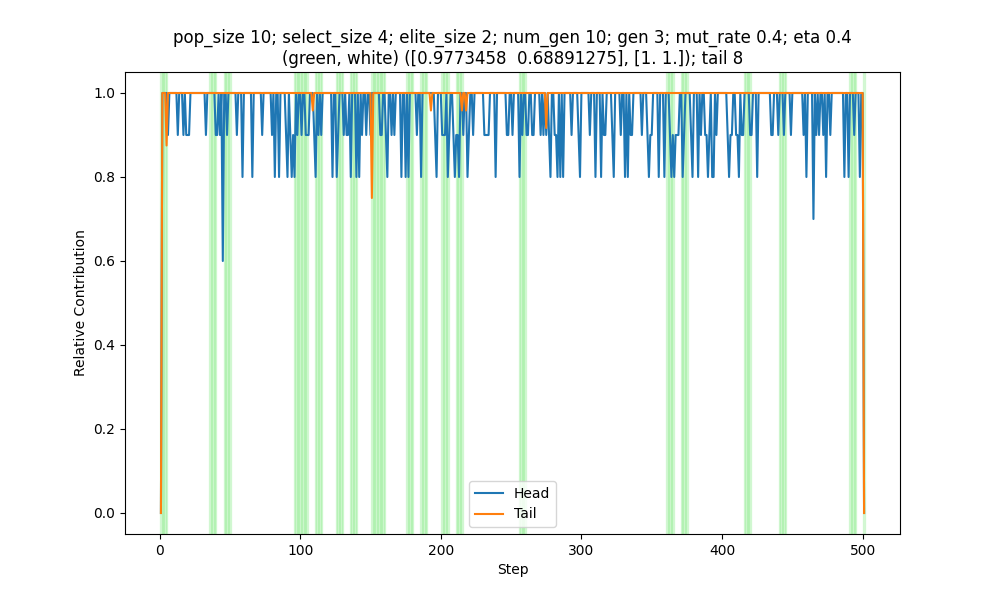 pop_size 10; select_size 4; elite_size 2; num_gen 10; gen 3; mut_rate 0.4; eta 0.4
(green, white) ([0.9773458  0.68891275], [1. 1.]); tail 8
1.0
0.8
0.6
0.4
0.2
0.0
Relative Contribution
Head
Tail
0
100
200
300
400
500
Step